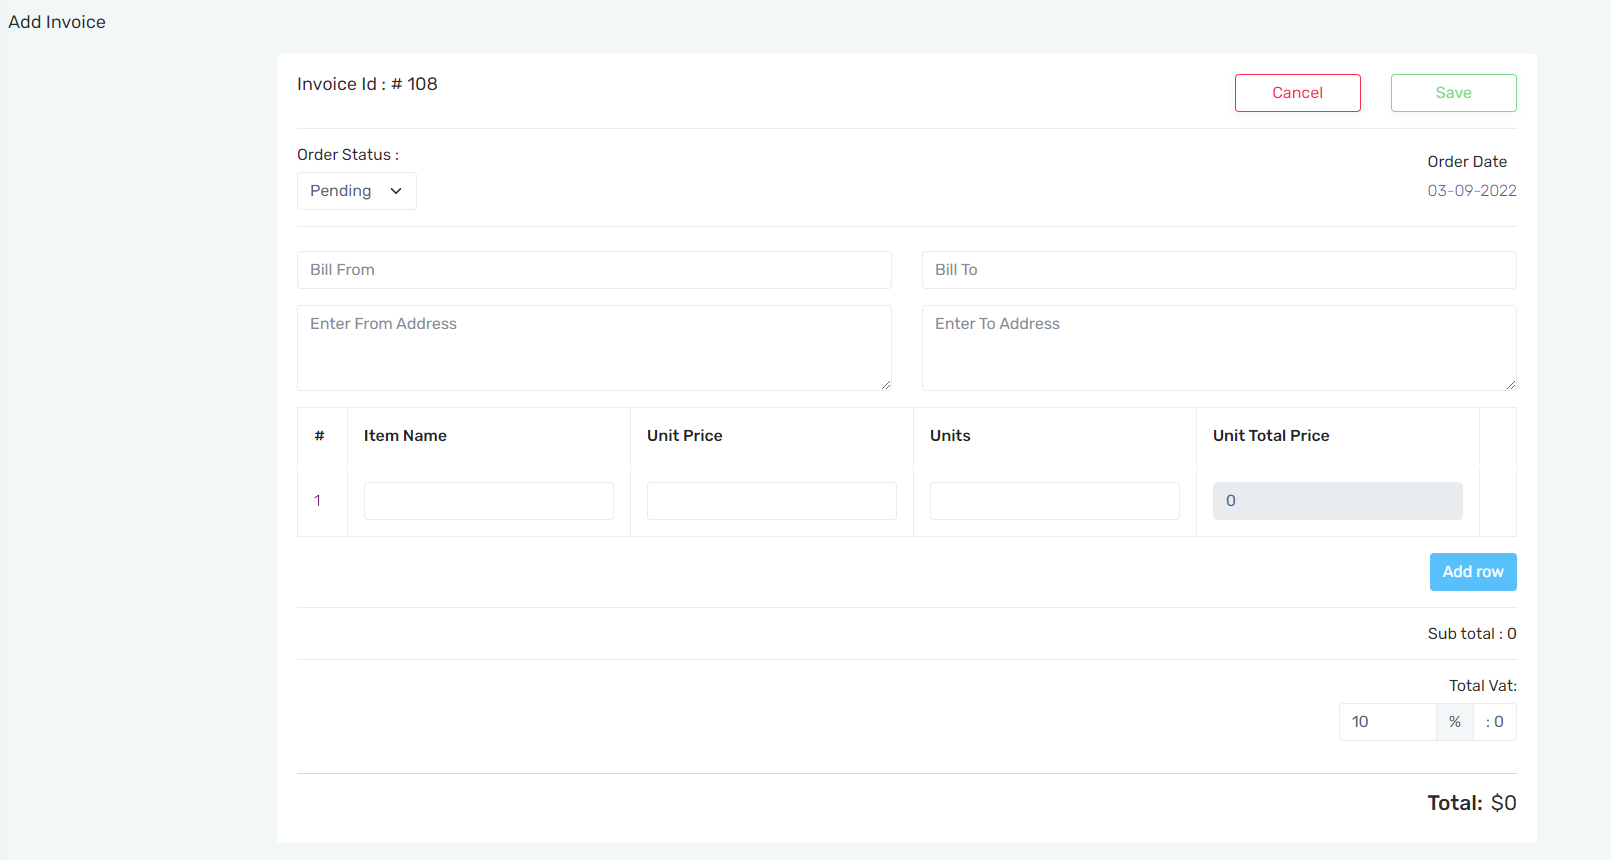 Add Invoice
Invoice Id : # 108
Cancel
Save
Order Status :
Order Date
Pending
03-09-2022
Bill From
Bill To
Enter From Address
Enter To Address
# Item Name Unit Price Units Unit Total Price
1 0
Add row
Sub total : 0
Total Vat:
10 % : 0
Total: $0